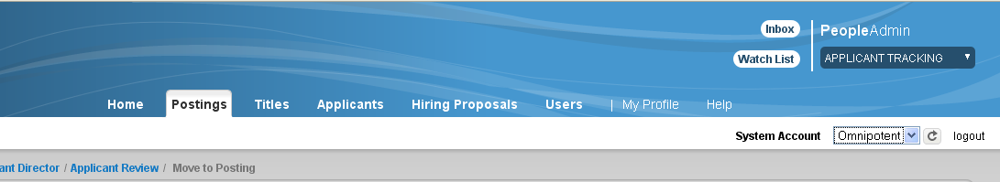 Inbox
PeopleAdmin
Watch List
APPLICANT TRACKING
Home Postings Titles Applicants Hiring Proposals Users | My Profile Help
System Account Omnipotent logout
ant Director / Applicant Review / Move to Posting